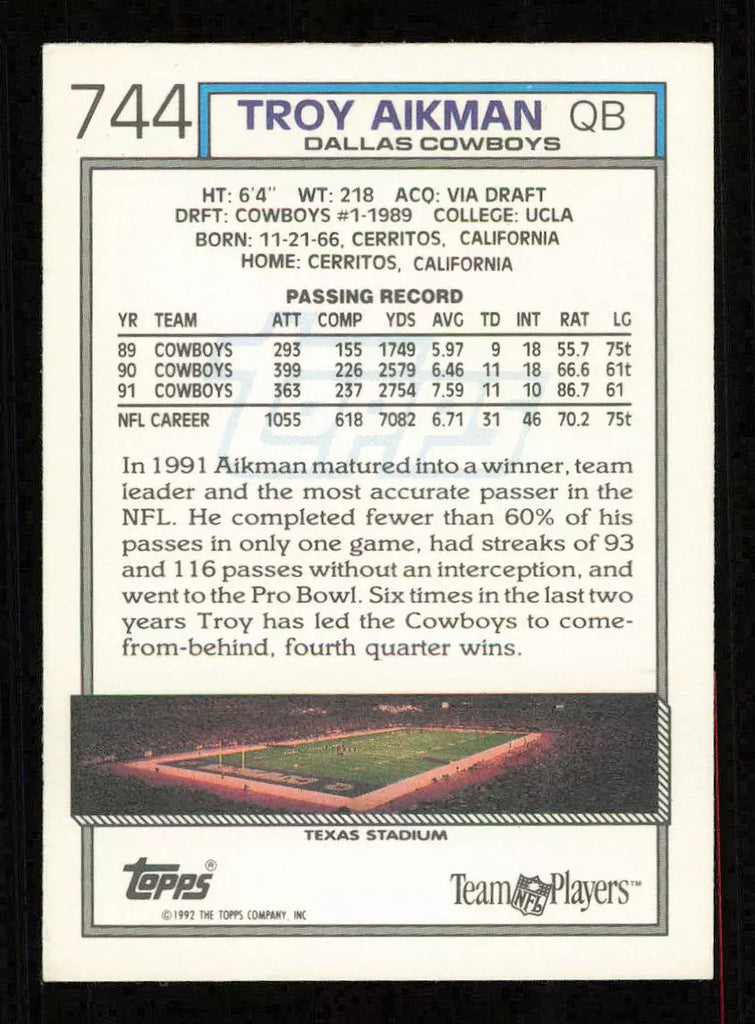 744 TROY AIKMAN QB
DALLAS COWBOYS
HT: 6'4" WT: 218 ACQ: VIA DRAFT
DRFT: COWBOYS #1-1989 COLLEGE: UCLA
BORN: 11-21-66, CERRITOS, CALIFORNIA
HOME: CERRITOS, CALIFORNIA
PASSING RECORD
YR TEAM ATT COMP YDS AVG TD INT RAT LG
89 COWBOYS 293 155 1749 5.97 9 18 55.7 75t
90 COWBOYS 399 226 2579 6.46 11 18 66.6 61t
91 COWBOYS 363 237 2754 7.59 11 10 86.7 61
NFL CAREER 1055 618 7082 6.71 31 46 70.2 75t
In 1991 Aikman matured into a winner, team
leader and the most accurate passer in the
NFL. He completed fewer than 60% of his
passes in only one game, had streaks of 93
and 116 passes without an interception, and
went to the Pro Bowl. Six times in the last two
years Troy has led the Cowboys to come-
from-behind, fourth quarter wins.
TEXAS STADIUM
TOPPS®
©1992 THE TOPPS COMPANY, INC
Team NFL Players™